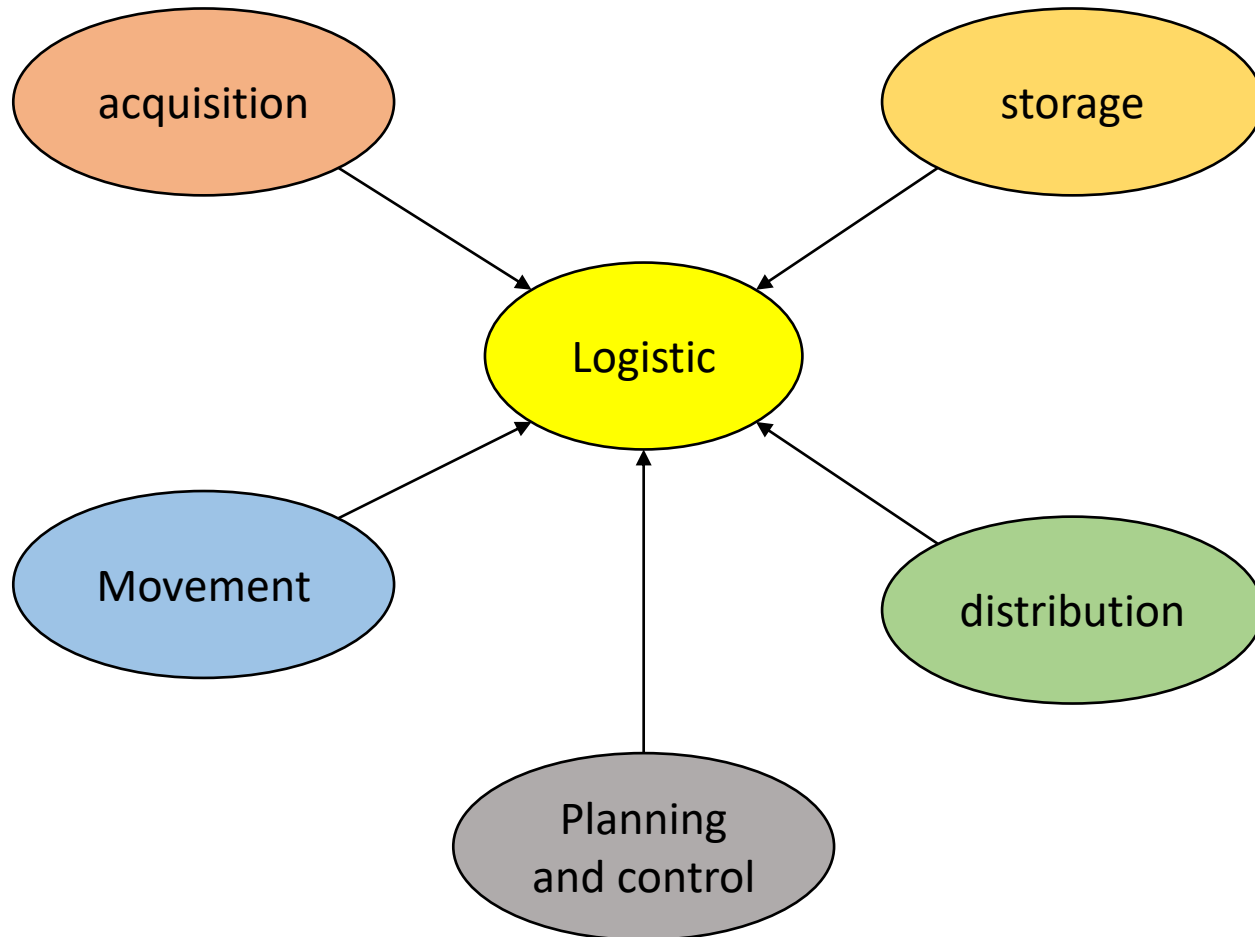 acquisition
storage
Logistic
Movement
distribution
Planning
and control